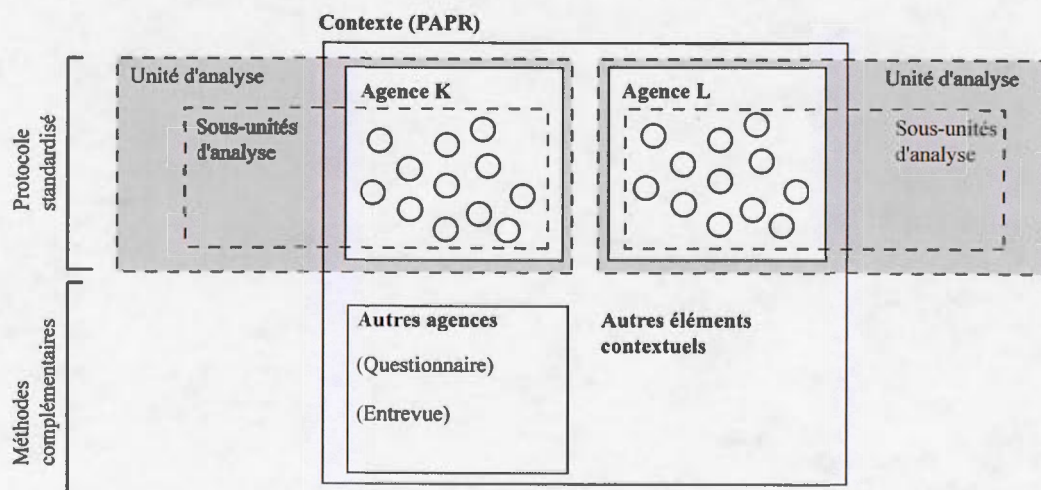 Contexte (PAPR)
Protocole
standardisé
Unité d'analyse
Sous-unités
d'analyse
Agence K
Agence L
Unité d'analyse
Sous-unités
d'analyse
Méthodes
complémentaires
Autres agences
(Questionnaire)
(Entrevue)
Autres éléments
contextuels